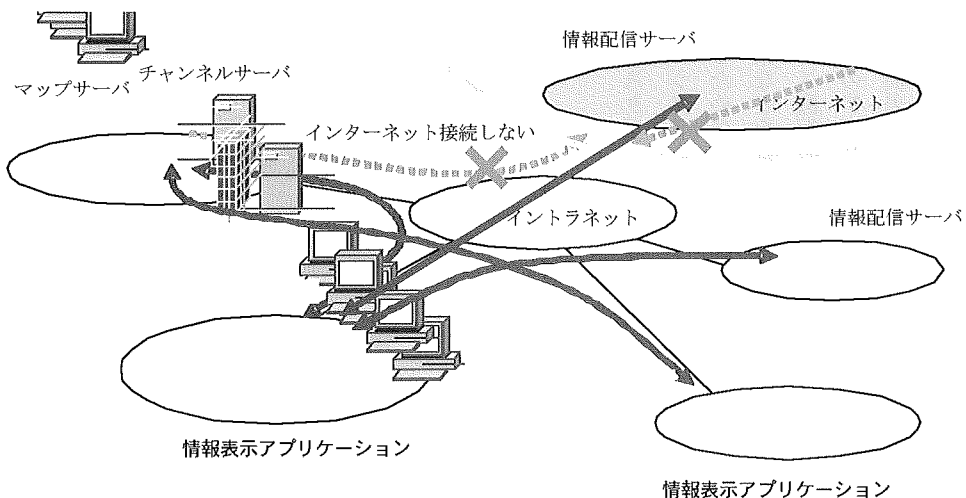 情報配信サーバ
チャンネルサーバ
マップサーバ
インターネット
インターネット接続しない
イントラネット
情報配信サーバ
情報表示アプリケーション
情報表示アプリケーション